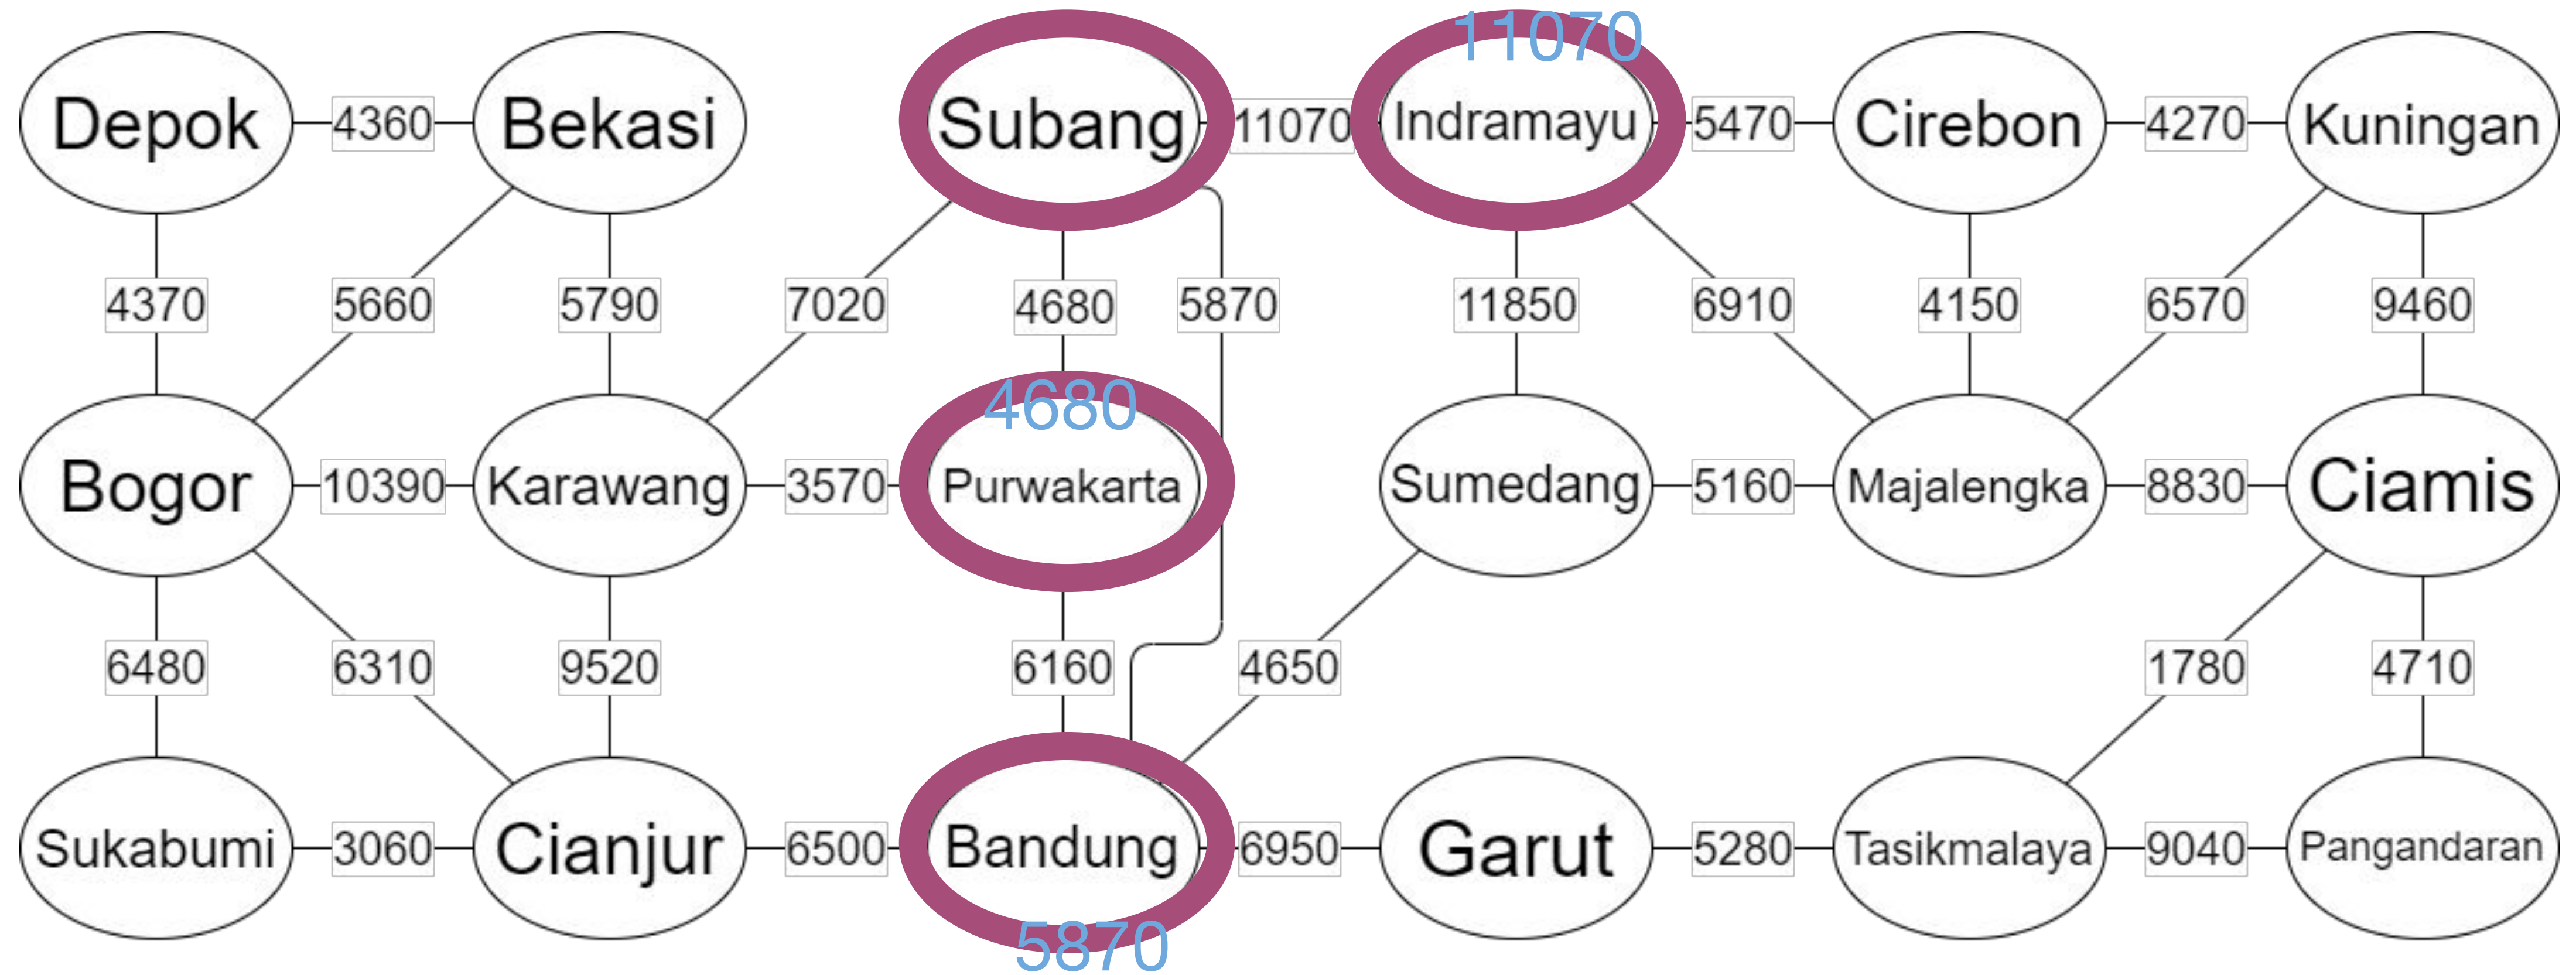 11070
Depok 4360 Bekasi Subang 11070 Indramayu 5470 Cirebon 4270 Kuningan
4370 5660 5790 7020 4680 5870 11850 6910 4150 6570 9460
4680
Bogor 10390 Karawang 3570 Purwakarta Sumedang 5160 Majalengka 8830 Ciamis
6480 6310 9520 6160 4650 1780 4710
Sukabumi 3060 Cianjur 6500 Bandung 6950 Garut 5280 Tasikmalaya 9040 Pangandaran
5870